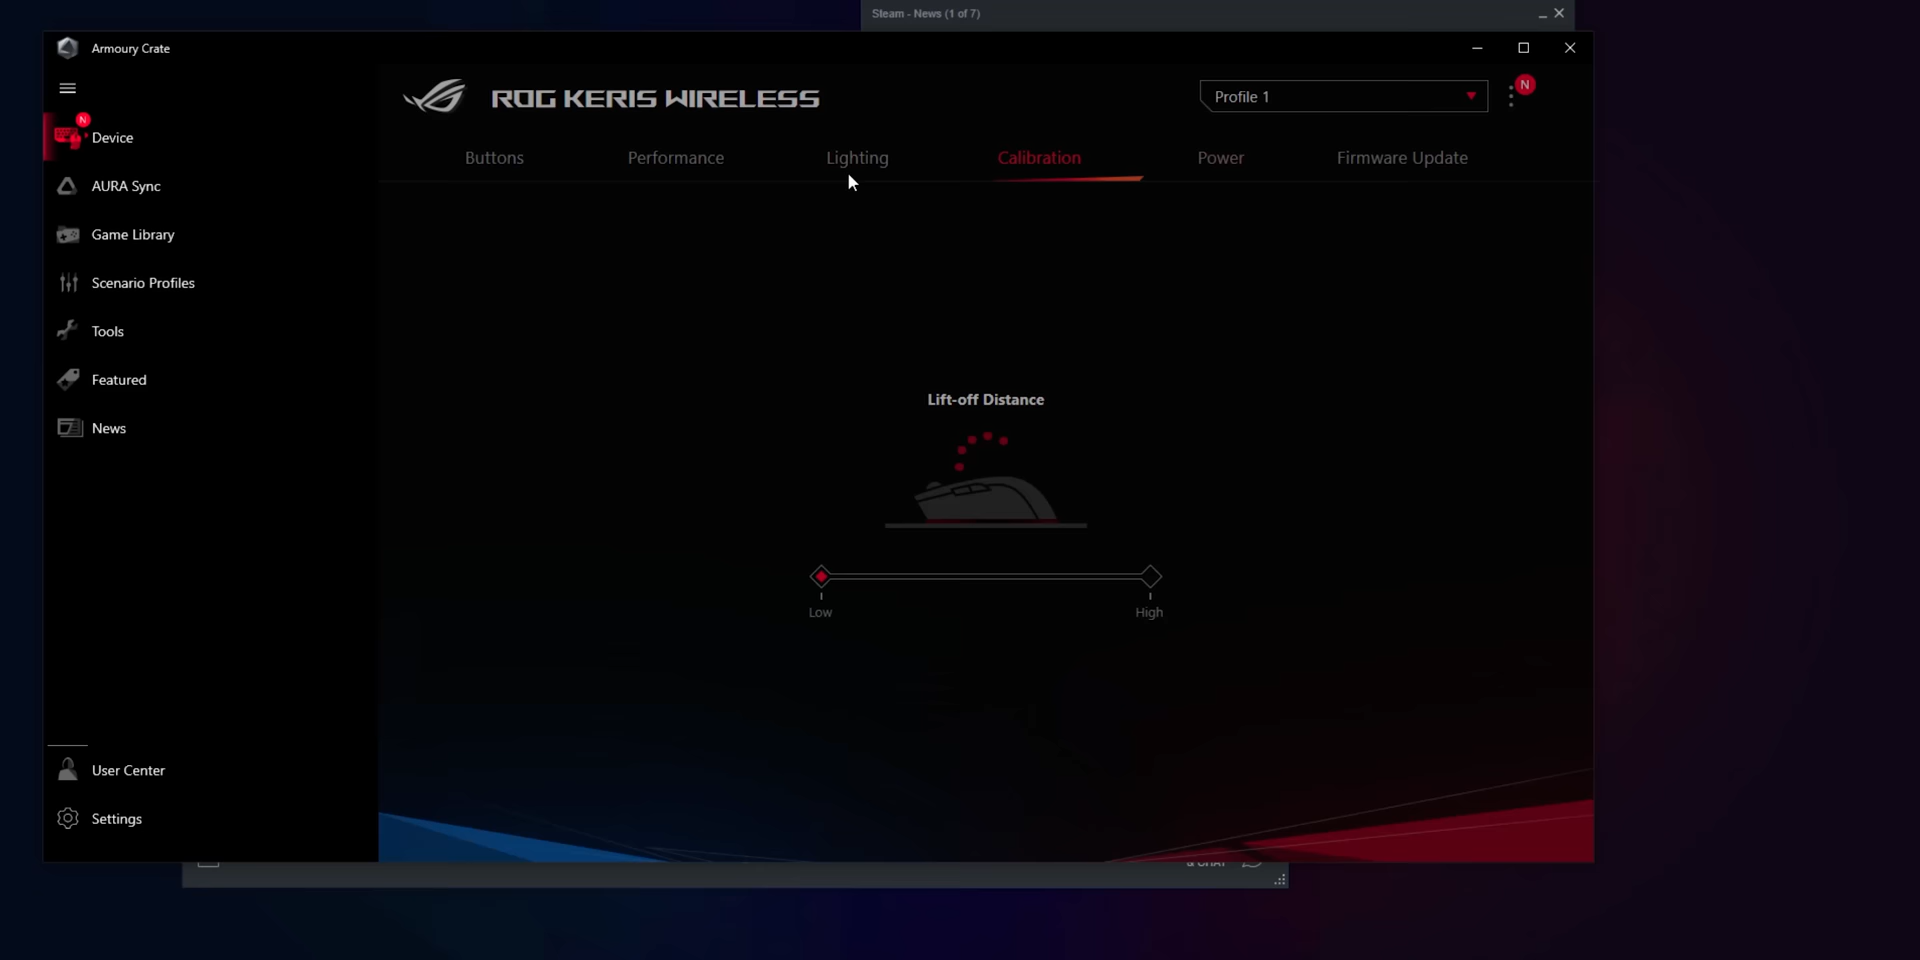 Steam - News (1 of 7)
Armoury Crate
ROG KERIS WIRELESS
Profile 1
N
N
Device
AURA Sync
Game Library
Scenario Profiles
Tools
Featured
News
User Center
Settings
Buttons
Performance
Lighting
Calibration
Power
Firmware Update
Lift-off Distance
Low
High
& CHAT